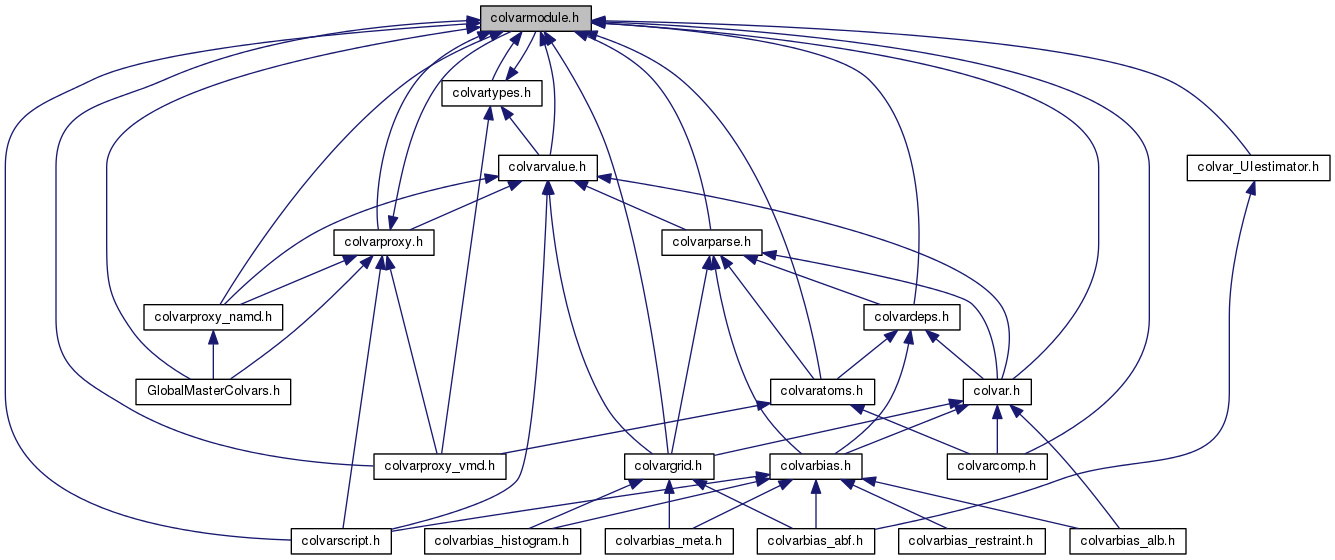 colvarmodule.h
colvartypes.h
colvarvalue.h
colvar_UIestimator.h
colvarproxy.h
colvarparse.h
colvarproxy_namd.h
colvardeps.h
GlobalMasterColvars.h
colvaratoms.h
colvar.h
colvarproxy_vmd.h
colvargrid.h
colvarbias.h
colvarcomp.h
colvarscript.h
colvarbias_histogram.h
colvarbias_meta.h
colvarbias_abf.h
colvarbias_restraint.h
colvarbias_alb.h